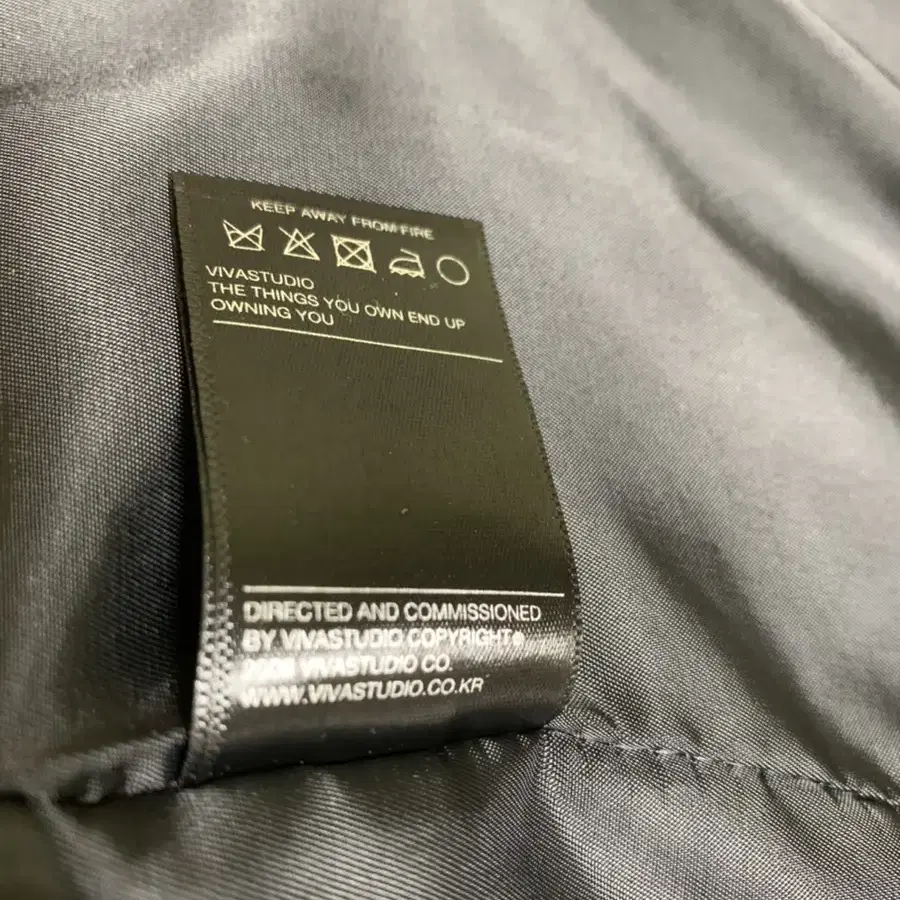 KEEP AWAY FROM FIRE
VIVASTUDIO
THE THINGS YOU OWN END UP
OWNING YOU
DIRECTED AND COMMISSIONED
BY VIVASTUDIO COPYRIGHT©
VIVASTUDIO CO.
WWW.VIVASTUDIO.CO.KR